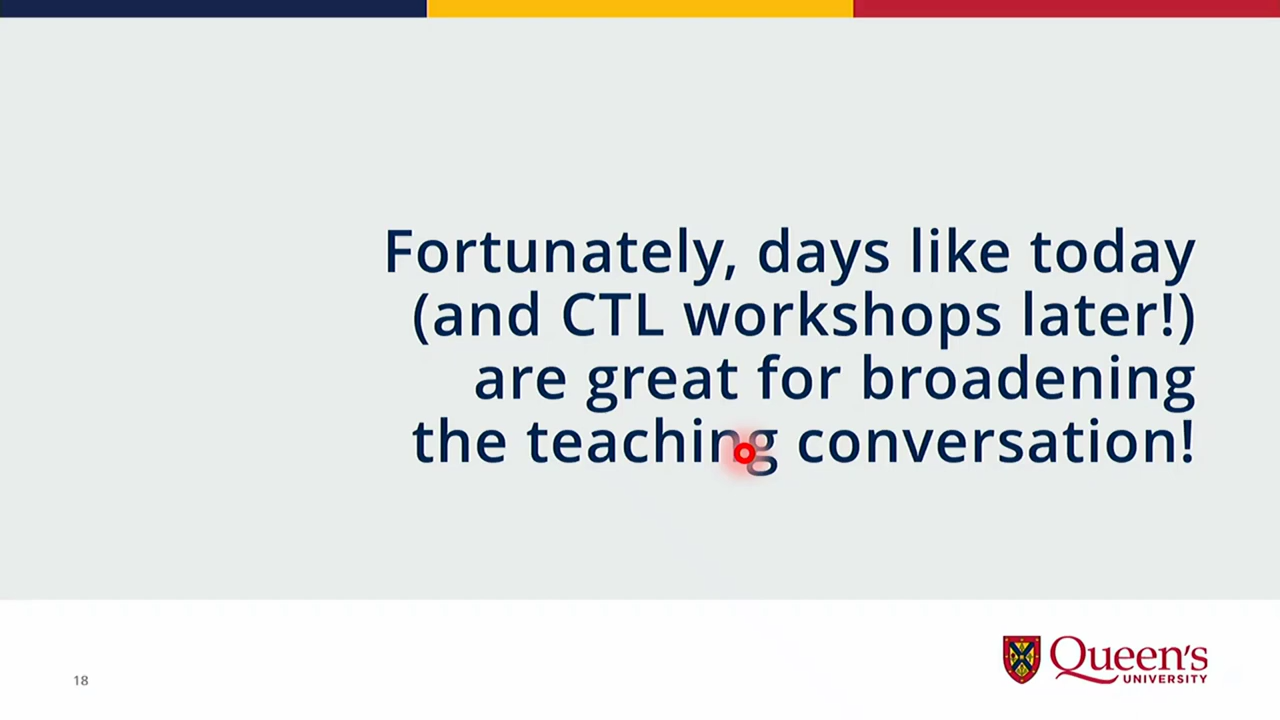 Fortunately, days like today
(and CTL workshops later!)
are great for broadening
the teaching conversation!
18
Queen's
UNIVERSITY